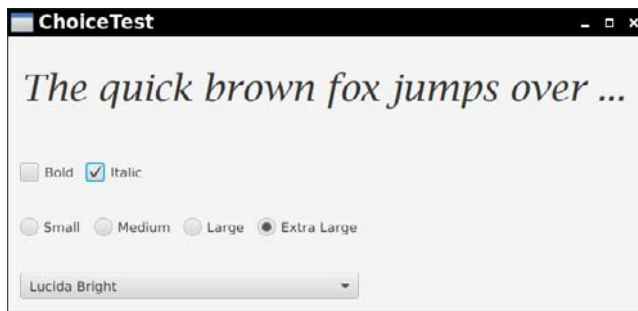 ChoiceTest
The quick brown fox jumps over ...
Bold Italic
Small Medium Large Extra Large
Lucida Bright